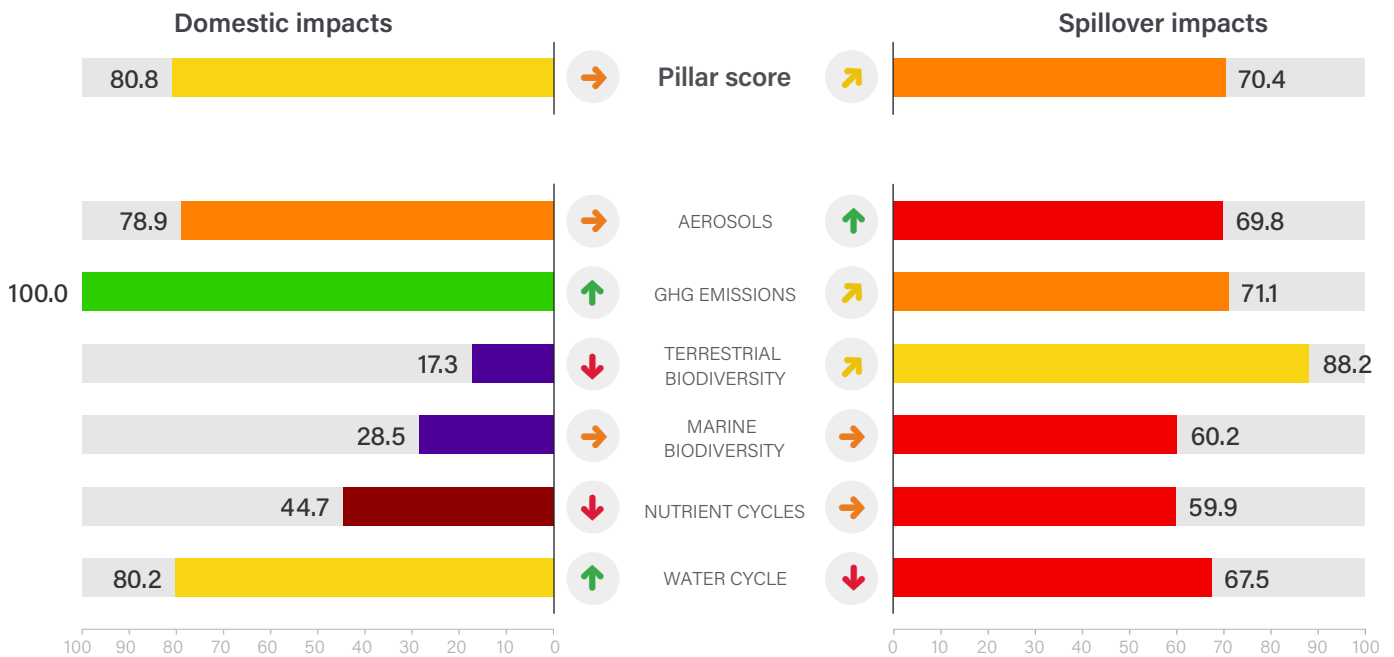 Domestic impacts
Spillover impacts
80.8
Pillar score
70.4
78.9
AEROSOLS
69.8
100.0
GHG EMISSIONS
71.1
17.3
TERRESTRIAL
BIODIVERSITY
88.2
28.5
MARINE
BIODIVERSITY
60.2
44.7
NUTRIENT CYCLES
59.9
80.2
WATER CYCLE
67.5
100 90 80 70 60 50 40 30 20 10 0
0 10 20 30 40 50 60 70 80 90 100